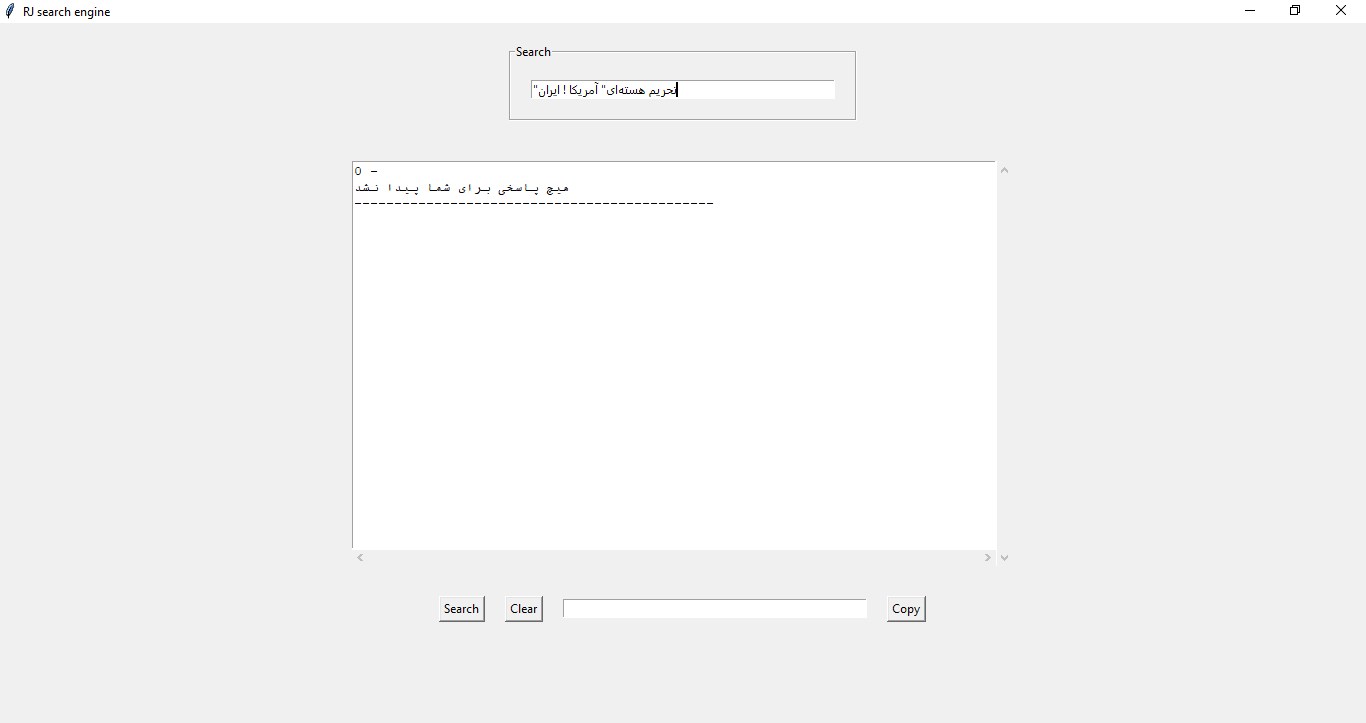 RJ search engine
Search
"تحریم هسته‌ای" آمریکا ! ایران
0 -
هیچ پاسخی برای شما پیدا نشد
---------------------------------------------
Search Clear Copy